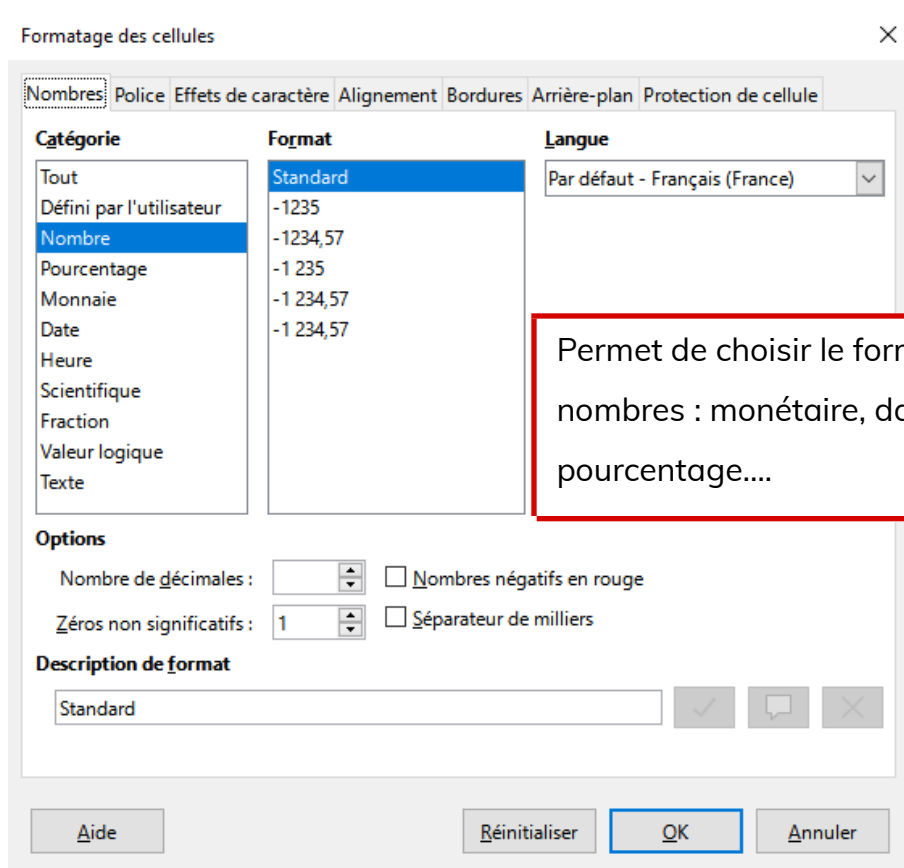 Formatage des cellules
Nombres Police Effets de caractère Alignement Bordures Arrière-plan Protection de cellule
Catégorie
Tout
Défini par l'utilisateur
Nombre
Pourcentage
Monnaie
Date
Heure
Scientifique
Fraction
Valeur logique
Texte
Format
Standard
-1235
-1234,57
-1 235
-1 234,57
-1 234,57
Langue
Par défaut - Français (France)
Permet de choisir le
nombres : monétaire,
pourcentage....
Options
Nombre de décimales :
Nombres négatifs en rouge
Zéros non significatifs : 1
Séparateur de milliers
Description de format
Standard
Aide Réinitialiser OK Annuler